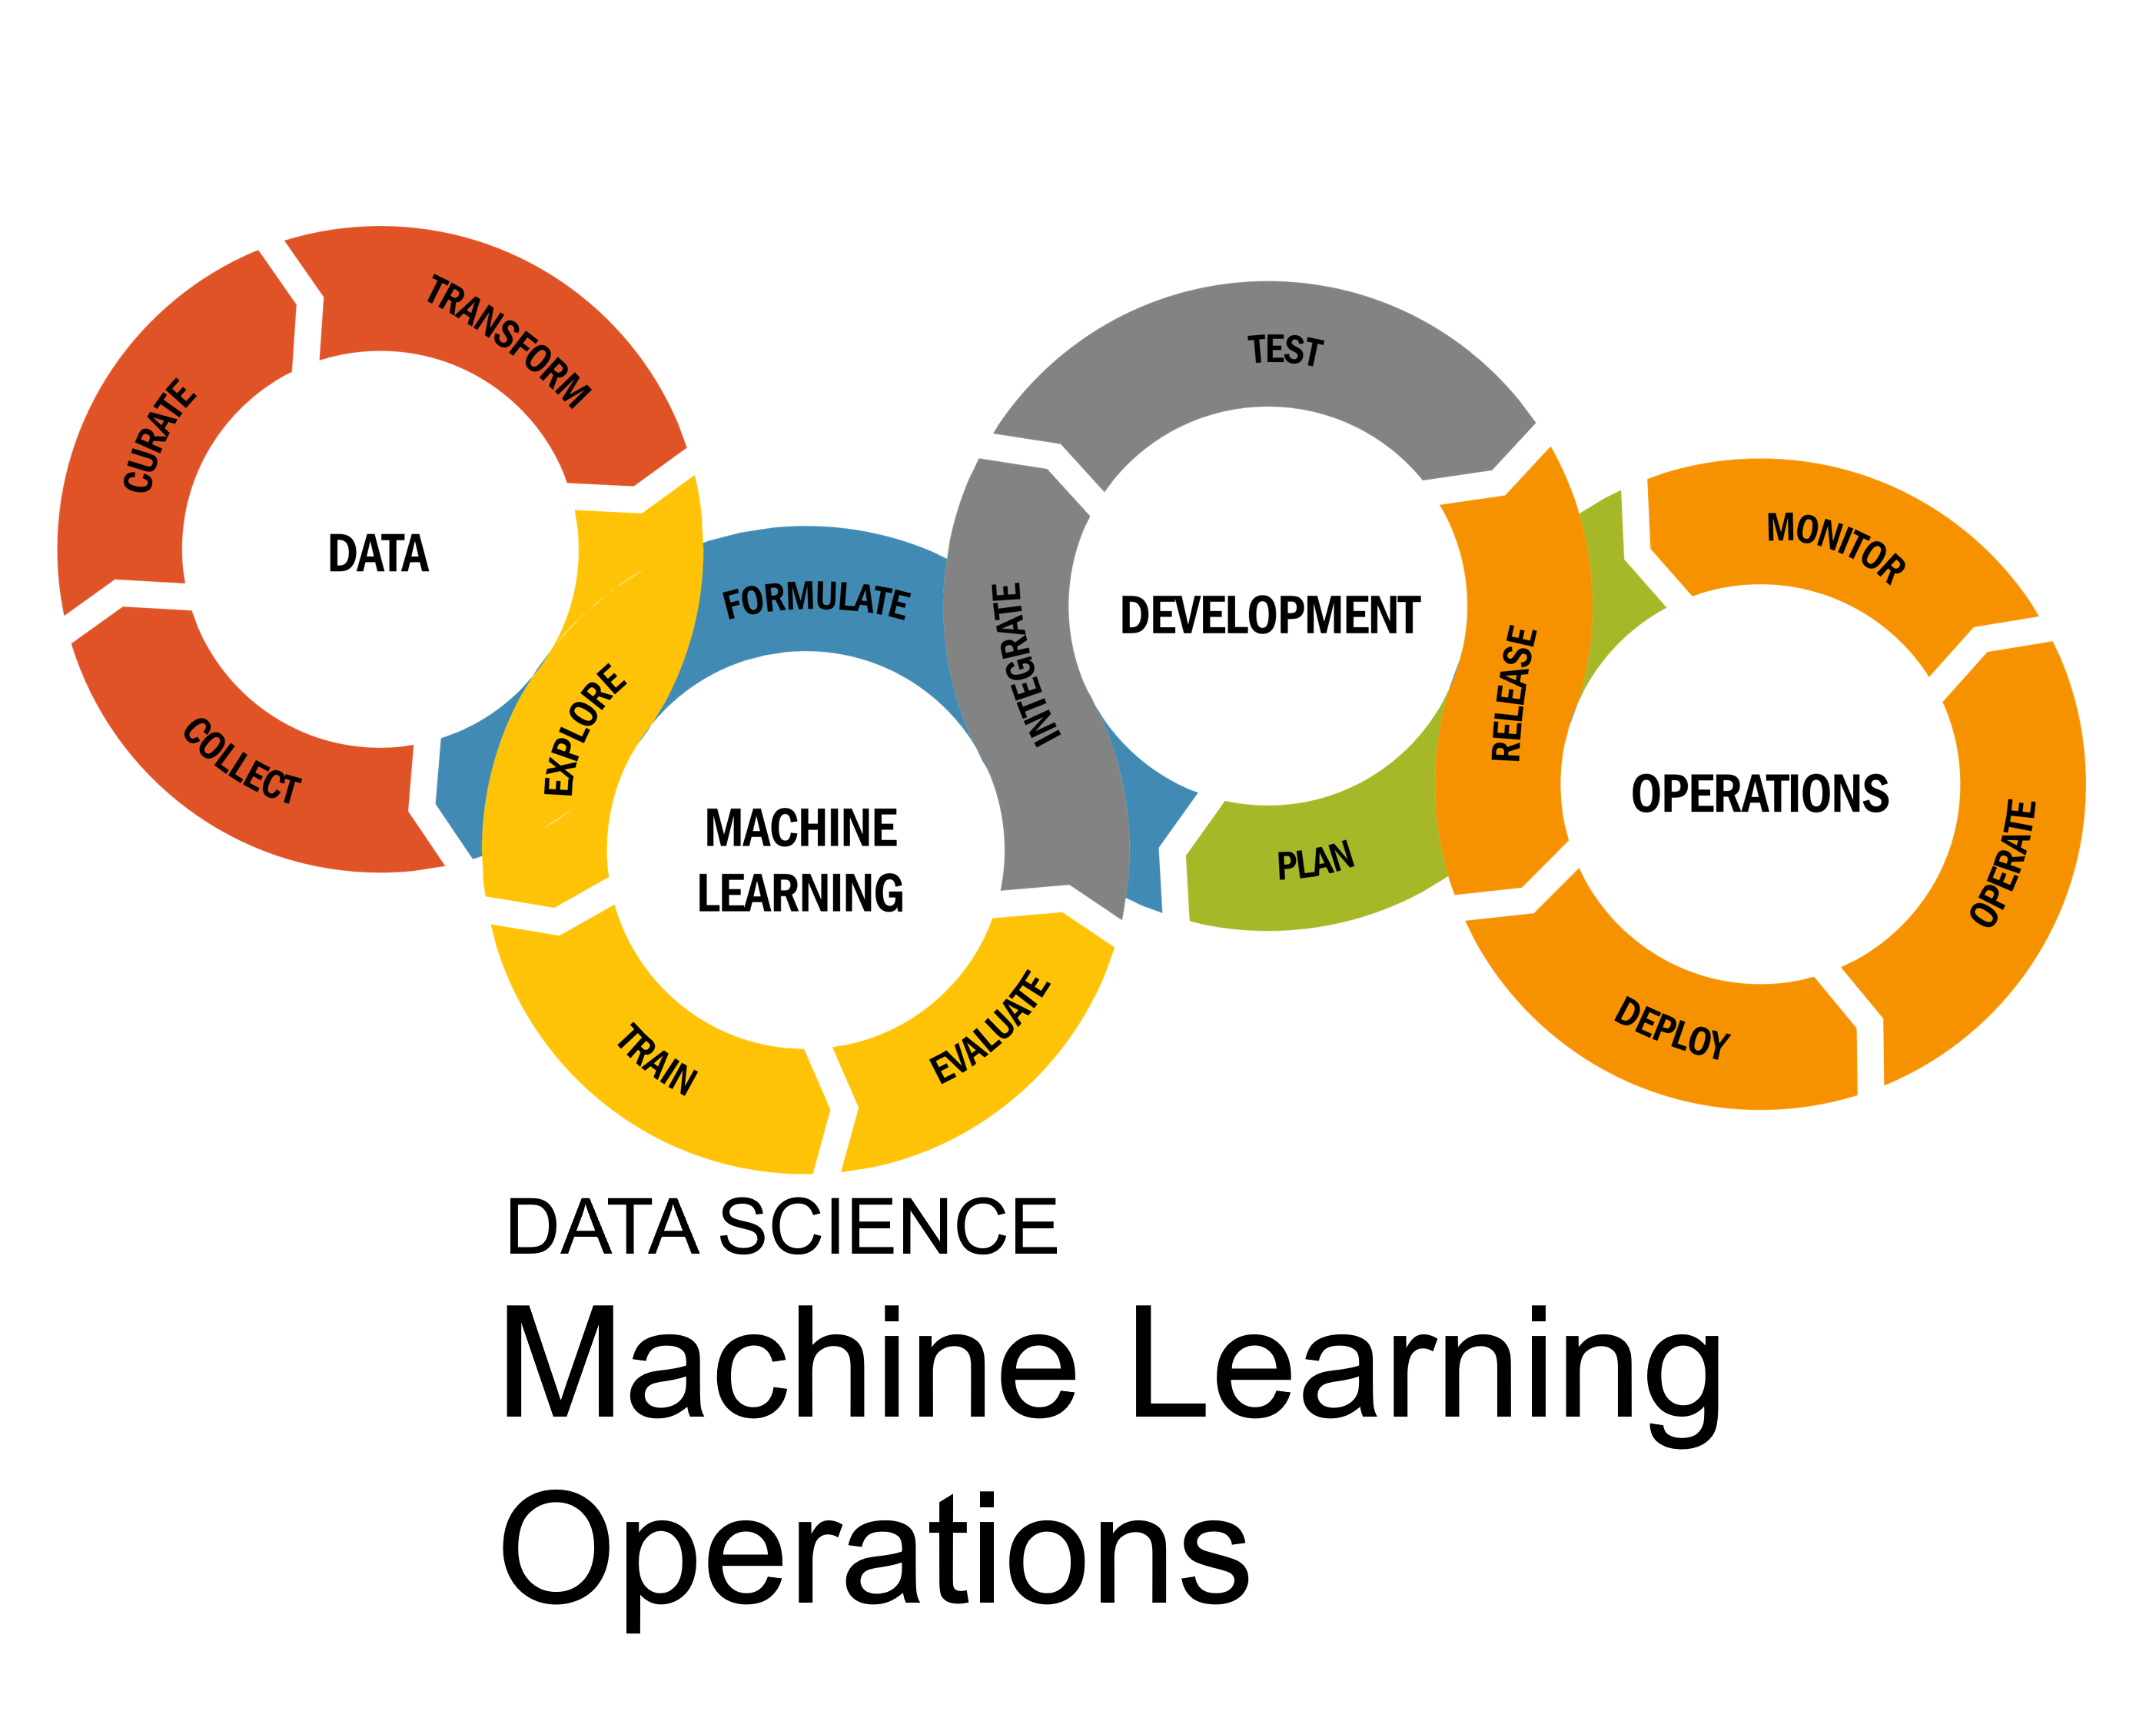 TRANSFORM
CURATE
DATA
COLLECT
EXPLORE
FORMULATE
MACHINE
LEARNING
TRAIN
EVALUATE
INTEGRATE
TEST
DEVELOPMENT
PLAN
RELEASE
MONITOR
OPERATIONS
OPERATE
DEPLOY
DATA SCIENCE
Machine Learning
Operations